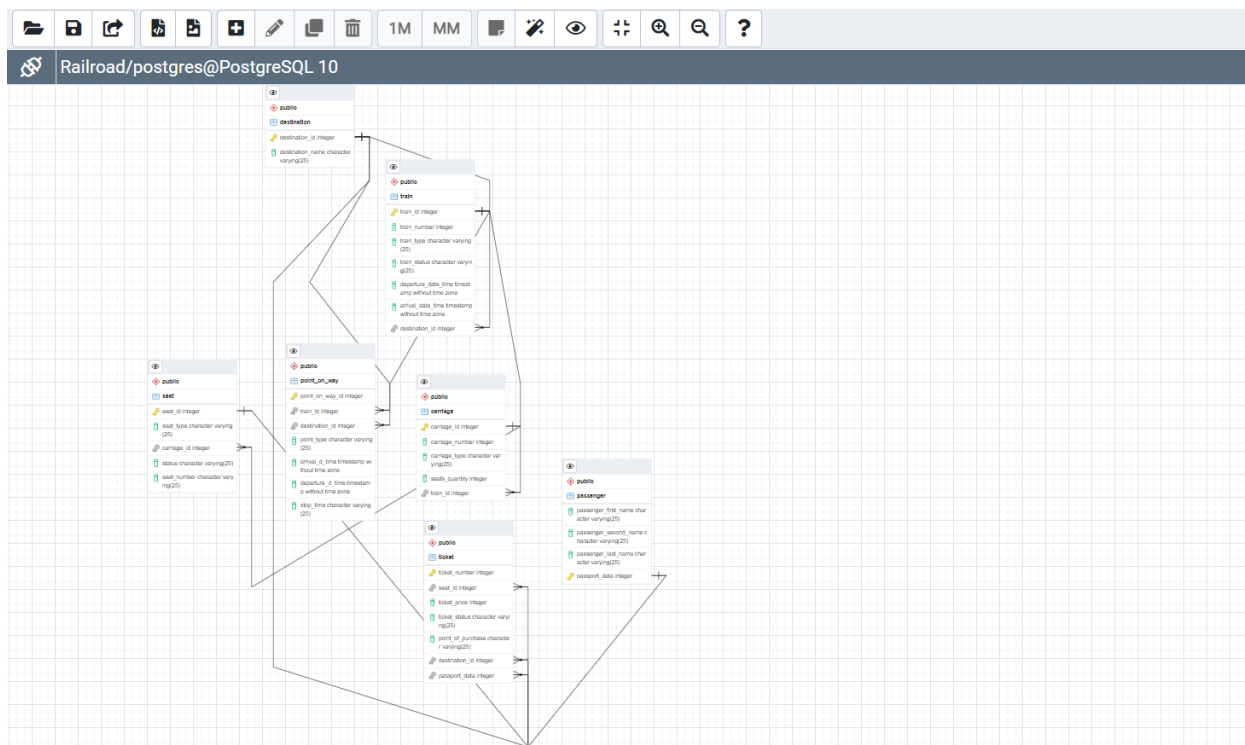 1M
MM
?
Railroad/postgres@PostgreSQL 10
public
destination
destination_id integer
destination_name character
varying(25)
public
train
train_id integer
train_number integer
train_type character varying
(25)
train_status character varyin
g(25)
departure_date_time timest
amp without time zone
arrival_date_time timestamp
without time zone
destination_id integer
public
seat
seat_id integer
seat_type character varying
(25)
carriage_id integer
status character varying(25)
seat_number character vary
ing(25)
public
point_on_way
point_on_way_id integer
train_id integer
destination_id integer
point_type character varying
(25)
arrival_d_time timestamp wi
thout time zone
departure_d_time timestam
p without time zone
stop_time character varying
(25)
public
carriage
carriage_id integer
carriage_number integer
carriage_type character var
ying(25)
seats_quantity integer
train_id integer
public
passenger
passenger_first_name char
acter varying(25)
passenger_second_name c
haracter varying(25)
passenger_last_name char
acter varying(25)
passport_data integer
public
ticket
ticket_number integer
seat_id integer
ticket_price integer
ticket_status character varyi
ng(25)
point_of_purchase characte
r varying(25)
destination_id integer
passport_data integer